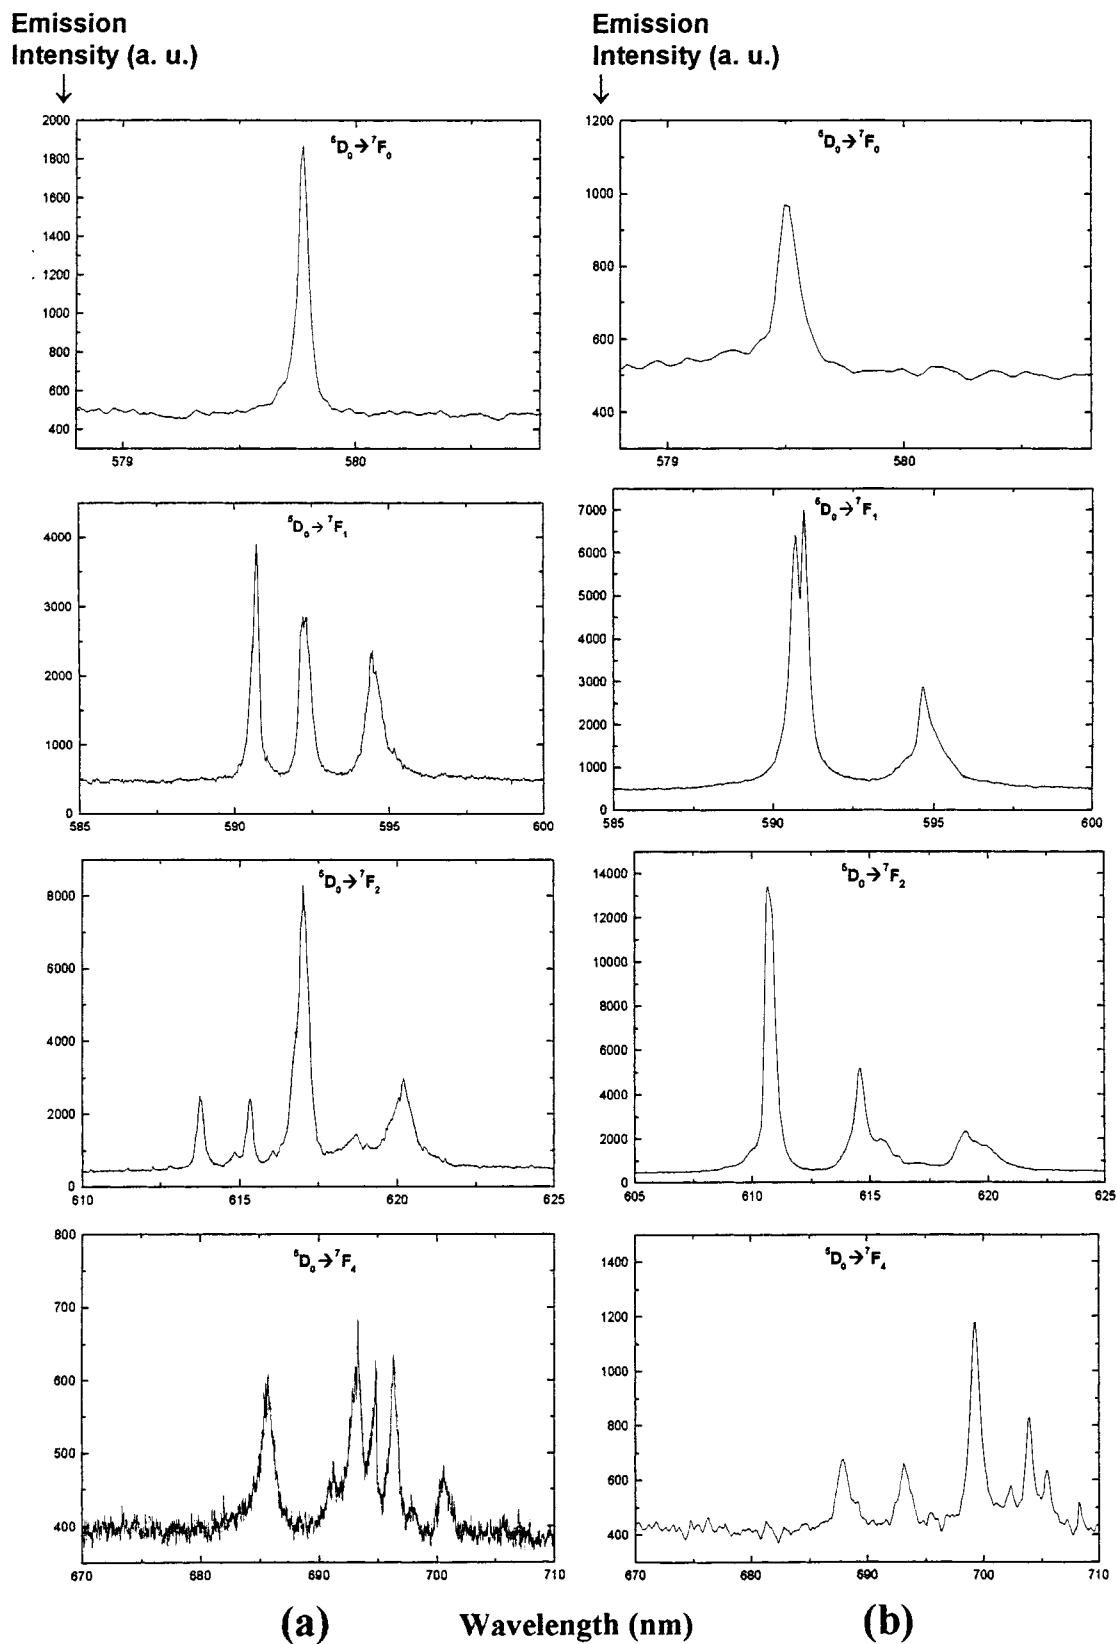 Emission
Intensity (a. u.)
Emission
Intensity (a. u.)
⁵D₀→⁷F₀
2000
1800
1600
1400
1200
1000
800
600
400
579 580
⁵D₀→⁷F₀
1200
1000
800
600
400
579 580
⁵D₀→⁷F₁
4000
3000
2000
1000
0
585 590 595 600
⁵D₀→⁷F₁
7000
6000
5000
4000
3000
2000
1000
0
585 590 595 600
⁵D₀→⁷F₂
8000
6000
4000
2000
0
610 615 620 625
⁵D₀→⁷F₂
14000
12000
10000
8000
6000
4000
2000
0
605 610 615 620 625
⁵D₀→⁷F₄
800
700
600
500
400
670 680 690 700 710
⁵D₀→⁷F₄
1400
1200
1000
800
600
400
670 680 690 700 710
(a) Wavelength (nm) (b)